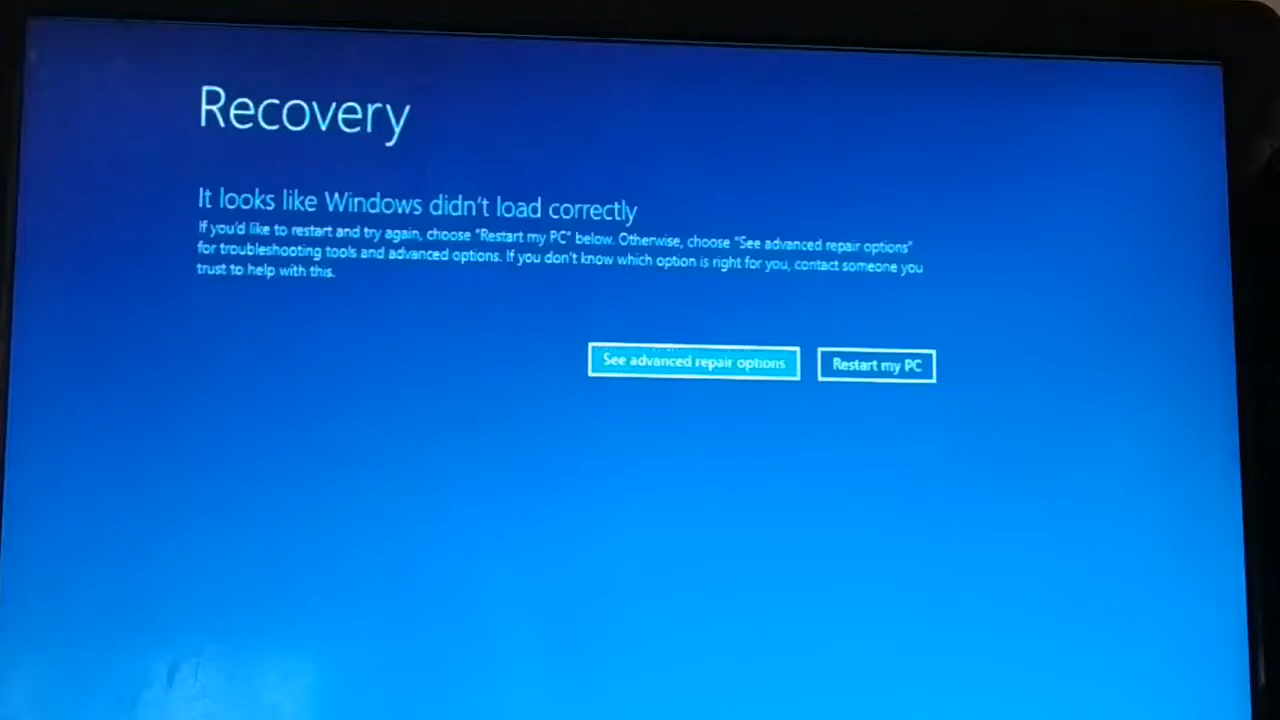 Recovery
It looks like Windows didn't load correctly
If you'd like to restart and try again, choose "Restart my PC" below. Otherwise, choose "See advanced repair options"
for troubleshooting tools and advanced options. If you don't know which option is right for you, contact someone you
trust to help with this.
See advanced repair options
Restart my PC